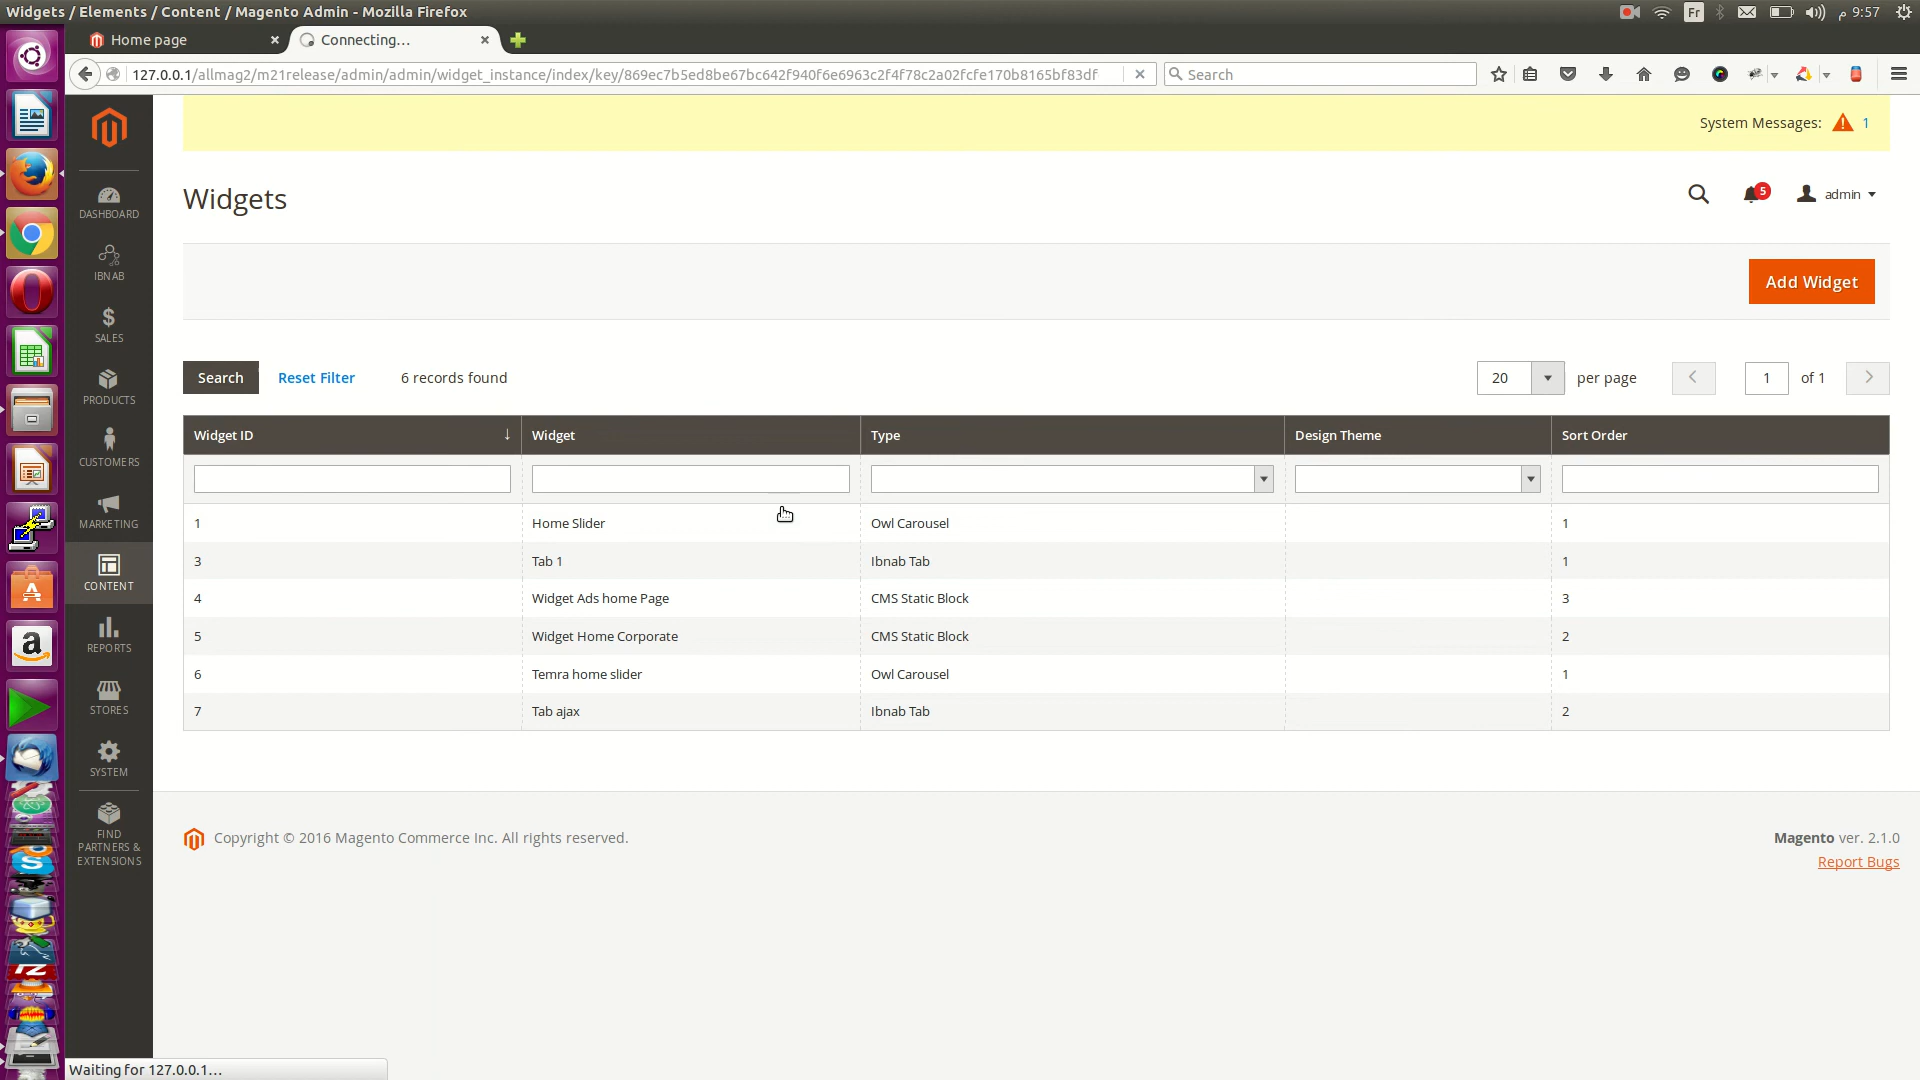 Widgets / Elements / Content / Magento Admin - Mozilla Firefox
Fr
9:57 م
Home page
Connecting...
127.0.0.1/allmag2/m21release/admin/admin/widget_instance/index/key/869ec7b5ed8be67bc642f940f6e6963c2f4f78c2a02fcfe170b8165bf83df
Search
System Messages: 1
Widgets
5
admin
Add Widget
Search
Reset Filter
6 records found
20
per page
1
of 1
Widget ID
Widget
Type
Design Theme
Sort Order
1 Home Slider Owl Carousel 1
3 Tab 1 Ibnab Tab 1
4 Widget Ads home Page CMS Static Block 3
5 Widget Home Corporate CMS Static Block 2
6 Temra home slider Owl Carousel 1
7 Tab ajax Ibnab Tab 2
DASHBOARD
IBNAB
SALES
PRODUCTS
CUSTOMERS
MARKETING
CONTENT
REPORTS
STORES
SYSTEM
FIND
PARTNERS &
EXTENSIONS
Copyright © 2016 Magento Commerce Inc. All rights reserved.
Magento ver. 2.1.0
Report Bugs
Waiting for 127.0.0.1...